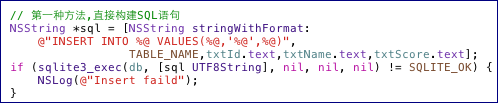 // 第一种方法,直接构建SQL语句
NSString *sql = [NSString stringWithFormat:
@"INSERT INTO %@ VALUES(%@,'%@',%@)",
TABLE_NAME,txtId.text,txtName.text,txtScore.text];
if (sqlite3_exec(db, [sql UTF8String], nil, nil, nil) != SQLITE_OK) {
NSLog(@"Insert faild");
}